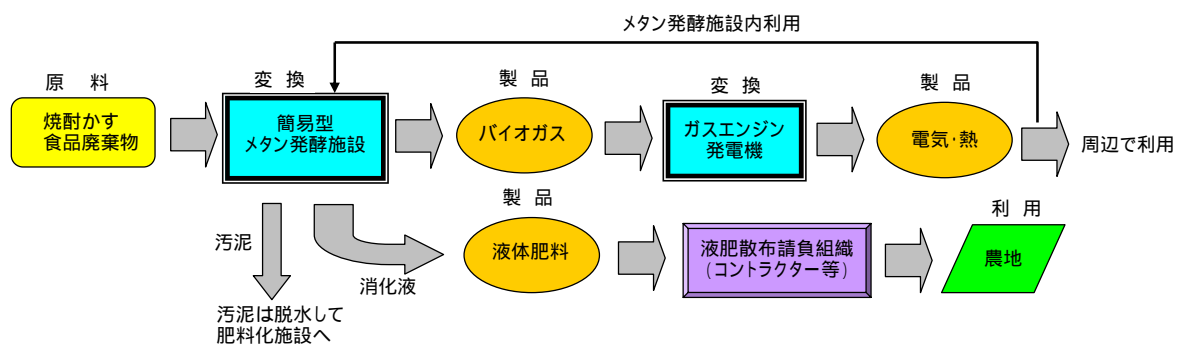 メタン発酵施設内利用
原 料
変 換
製 品
変 換
製 品
焼酎かす
食品廃棄物
簡易型
メタン発酵施設
バイオガス
ガスエンジン
発電機
電気・熱
周辺で利用
製 品
利 用
汚泥
消化液
液体肥料
液肥散布請負組織
(コントラクター等)
農地
汚泥は脱水して
肥料化施設へ